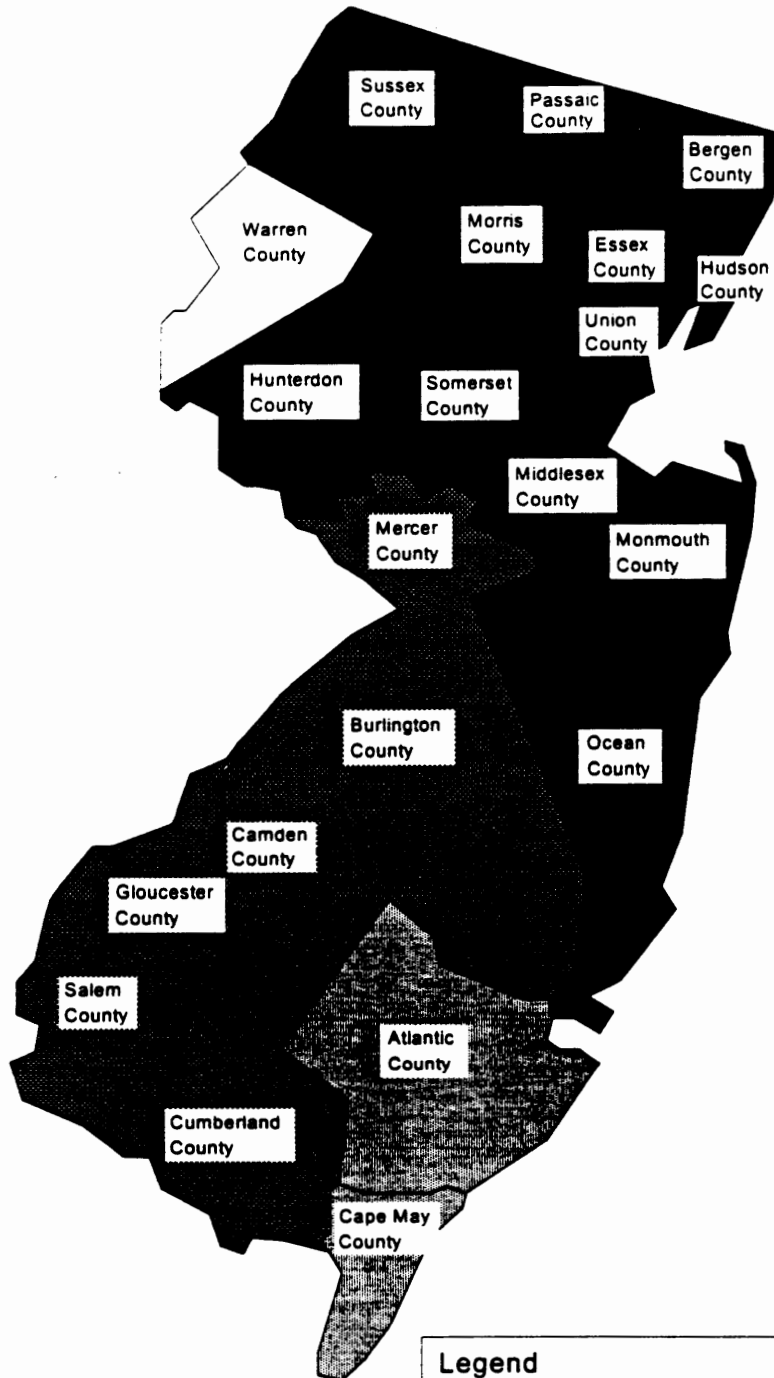 Sussex
County
Passaic
County
Bergen
County
Warren
County
Morris
County
Essex
County
Hudson
County
Union
County
Hunterdon
County
Somerset
County
Middlesex
County
Mercer
County
Monmouth
County
Burlington
County
Ocean
County
Camden
County
Gloucester
County
Salem
County
Atlantic
County
Cumberland
County
Cape May
County
Legend